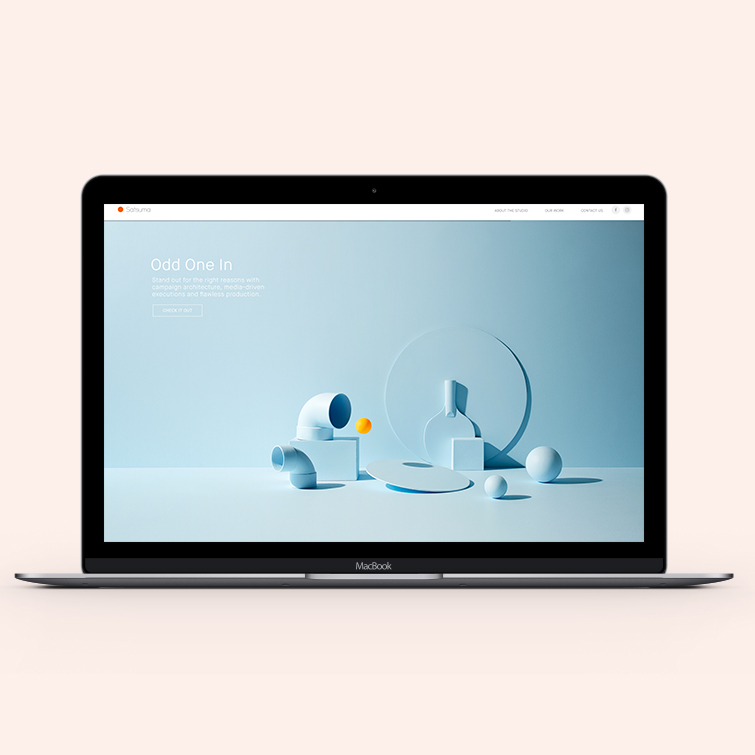 Satsuma
ABOUT THE STUDIO
OUR WORK
CONTACT US
Odd One In
Stand out for the right reasons with
campaign architecture, media-driven
executions and flawless production.
CHECK IT OUT
MacBook